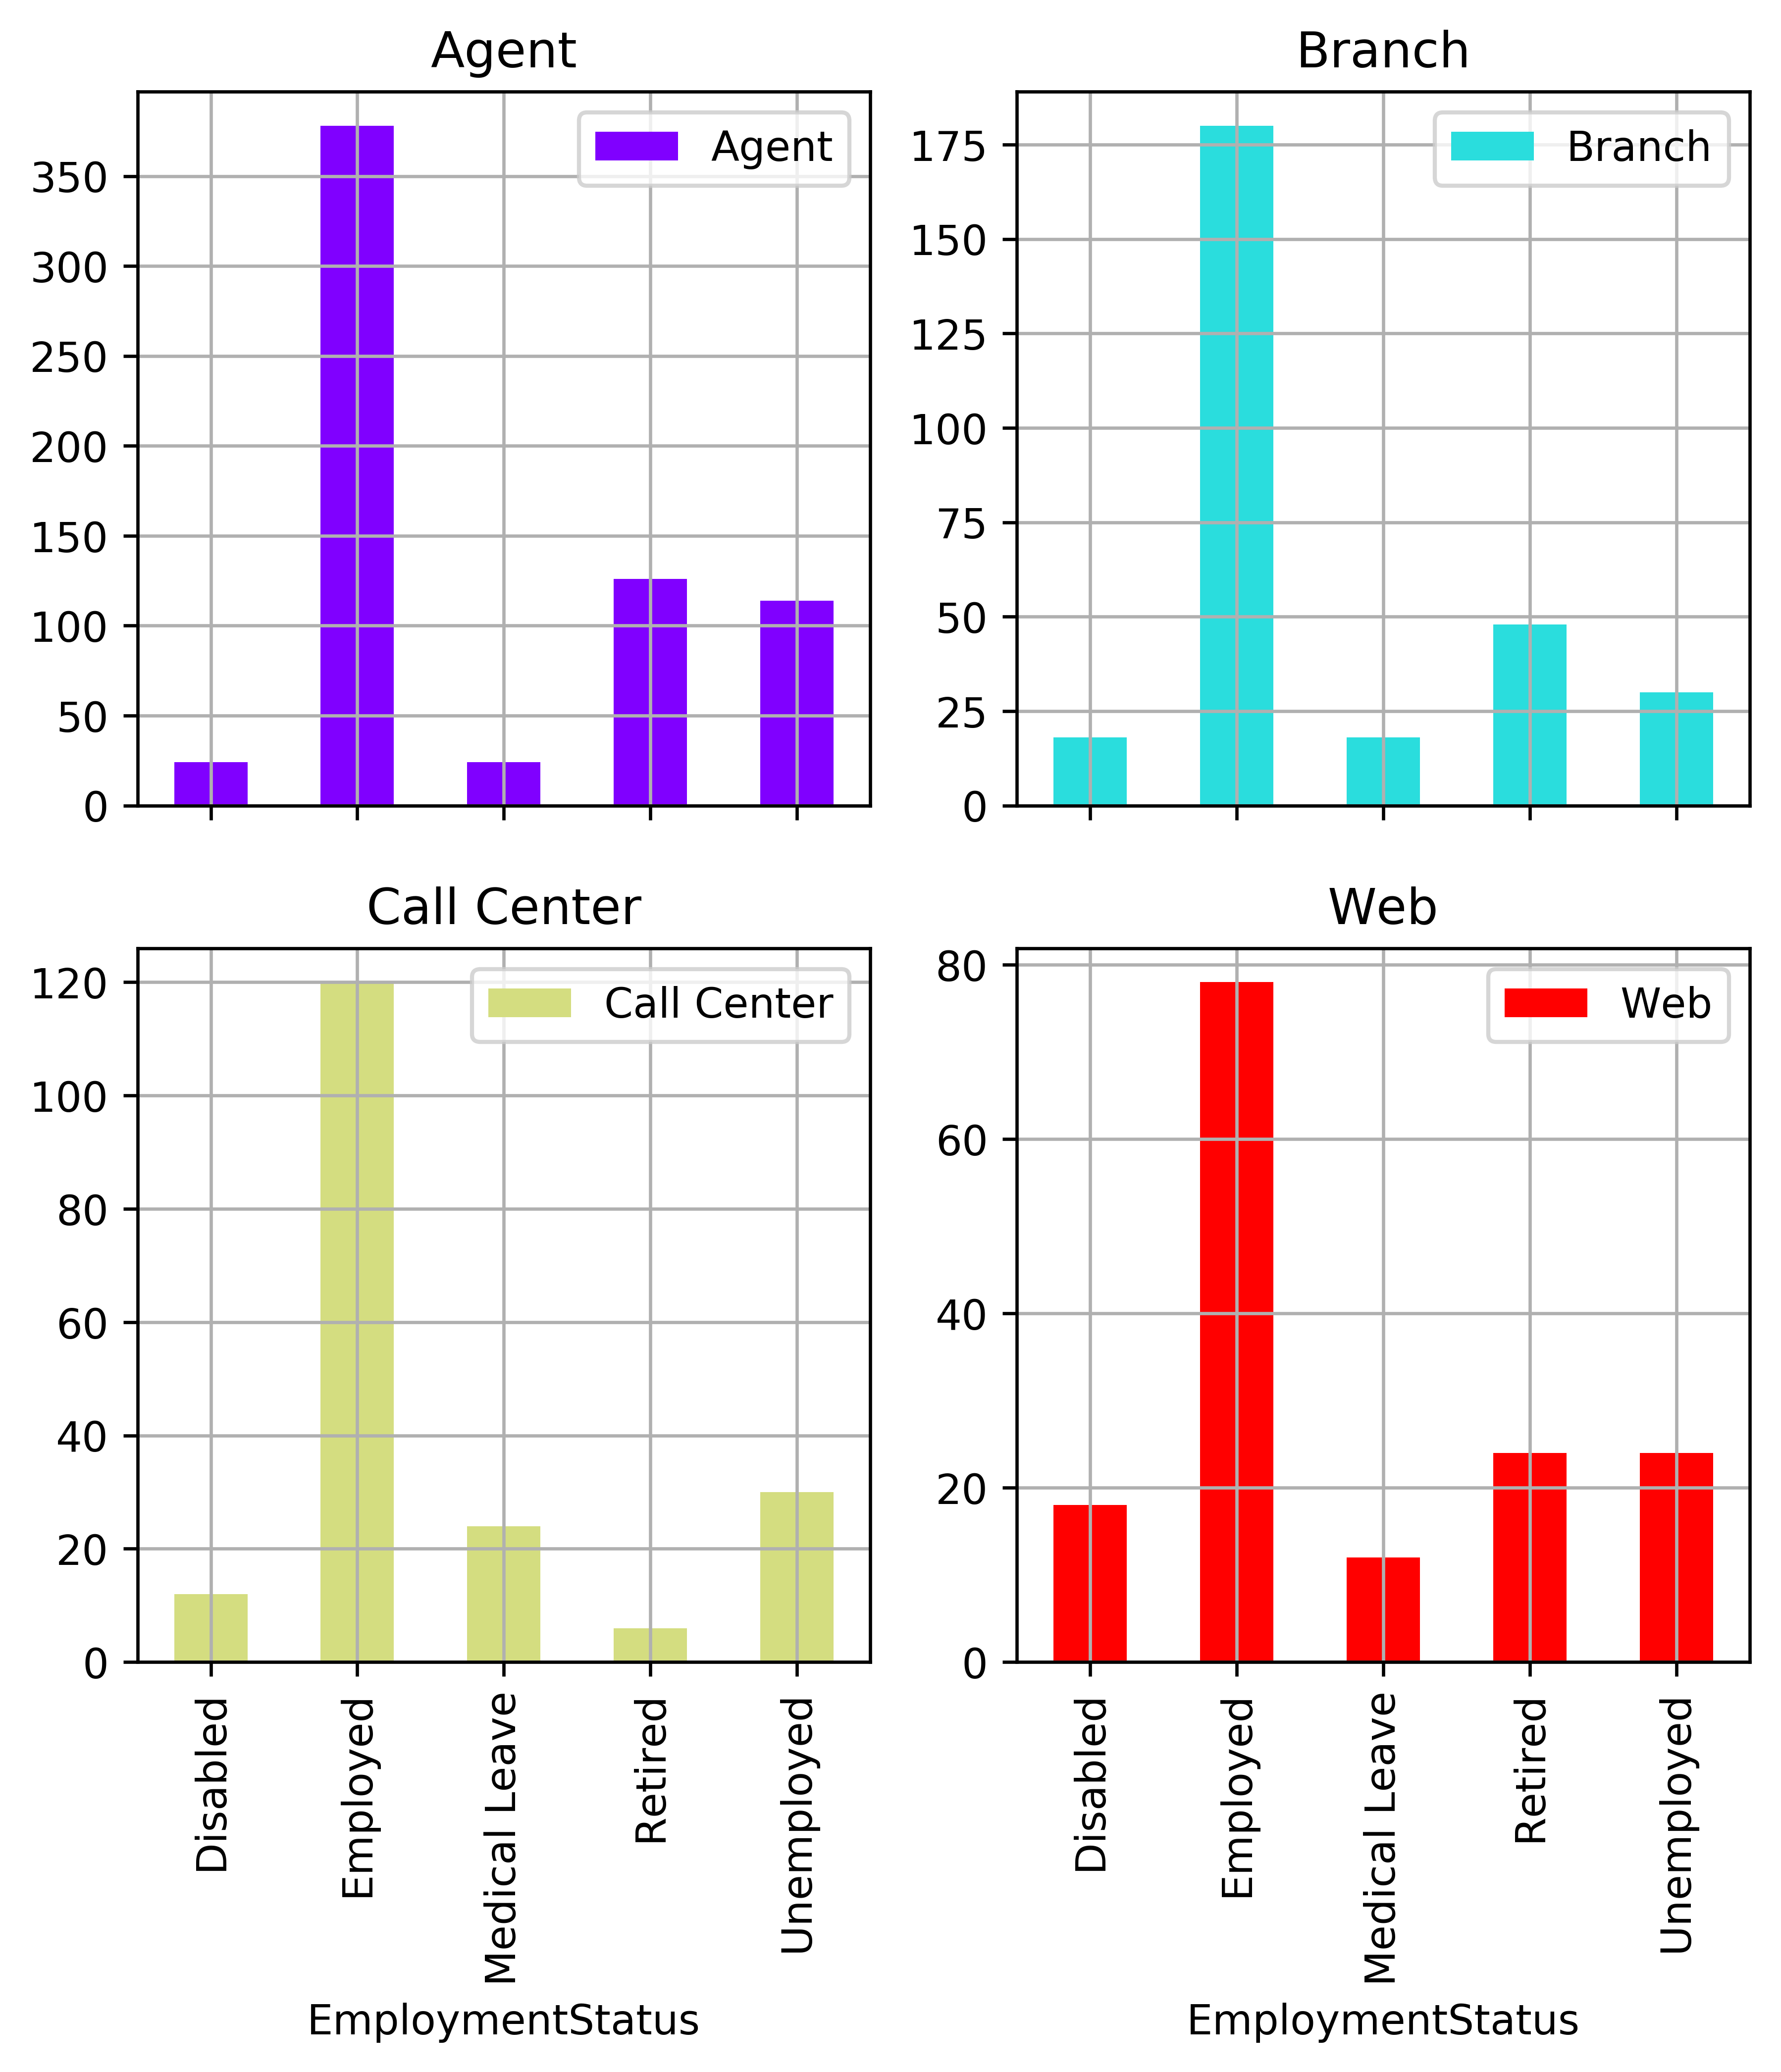 Agent
Agent
350
300
250
200
150
100
50
0
Branch
Branch
175
150
125
100
75
50
25
0
Call Center
Call Center
120
100
80
60
40
20
0
Disabled
Employed
Medical Leave
Retired
Unemployed
EmploymentStatus
Web
Web
80
60
40
20
0
Disabled
Employed
Medical Leave
Retired
Unemployed
EmploymentStatus